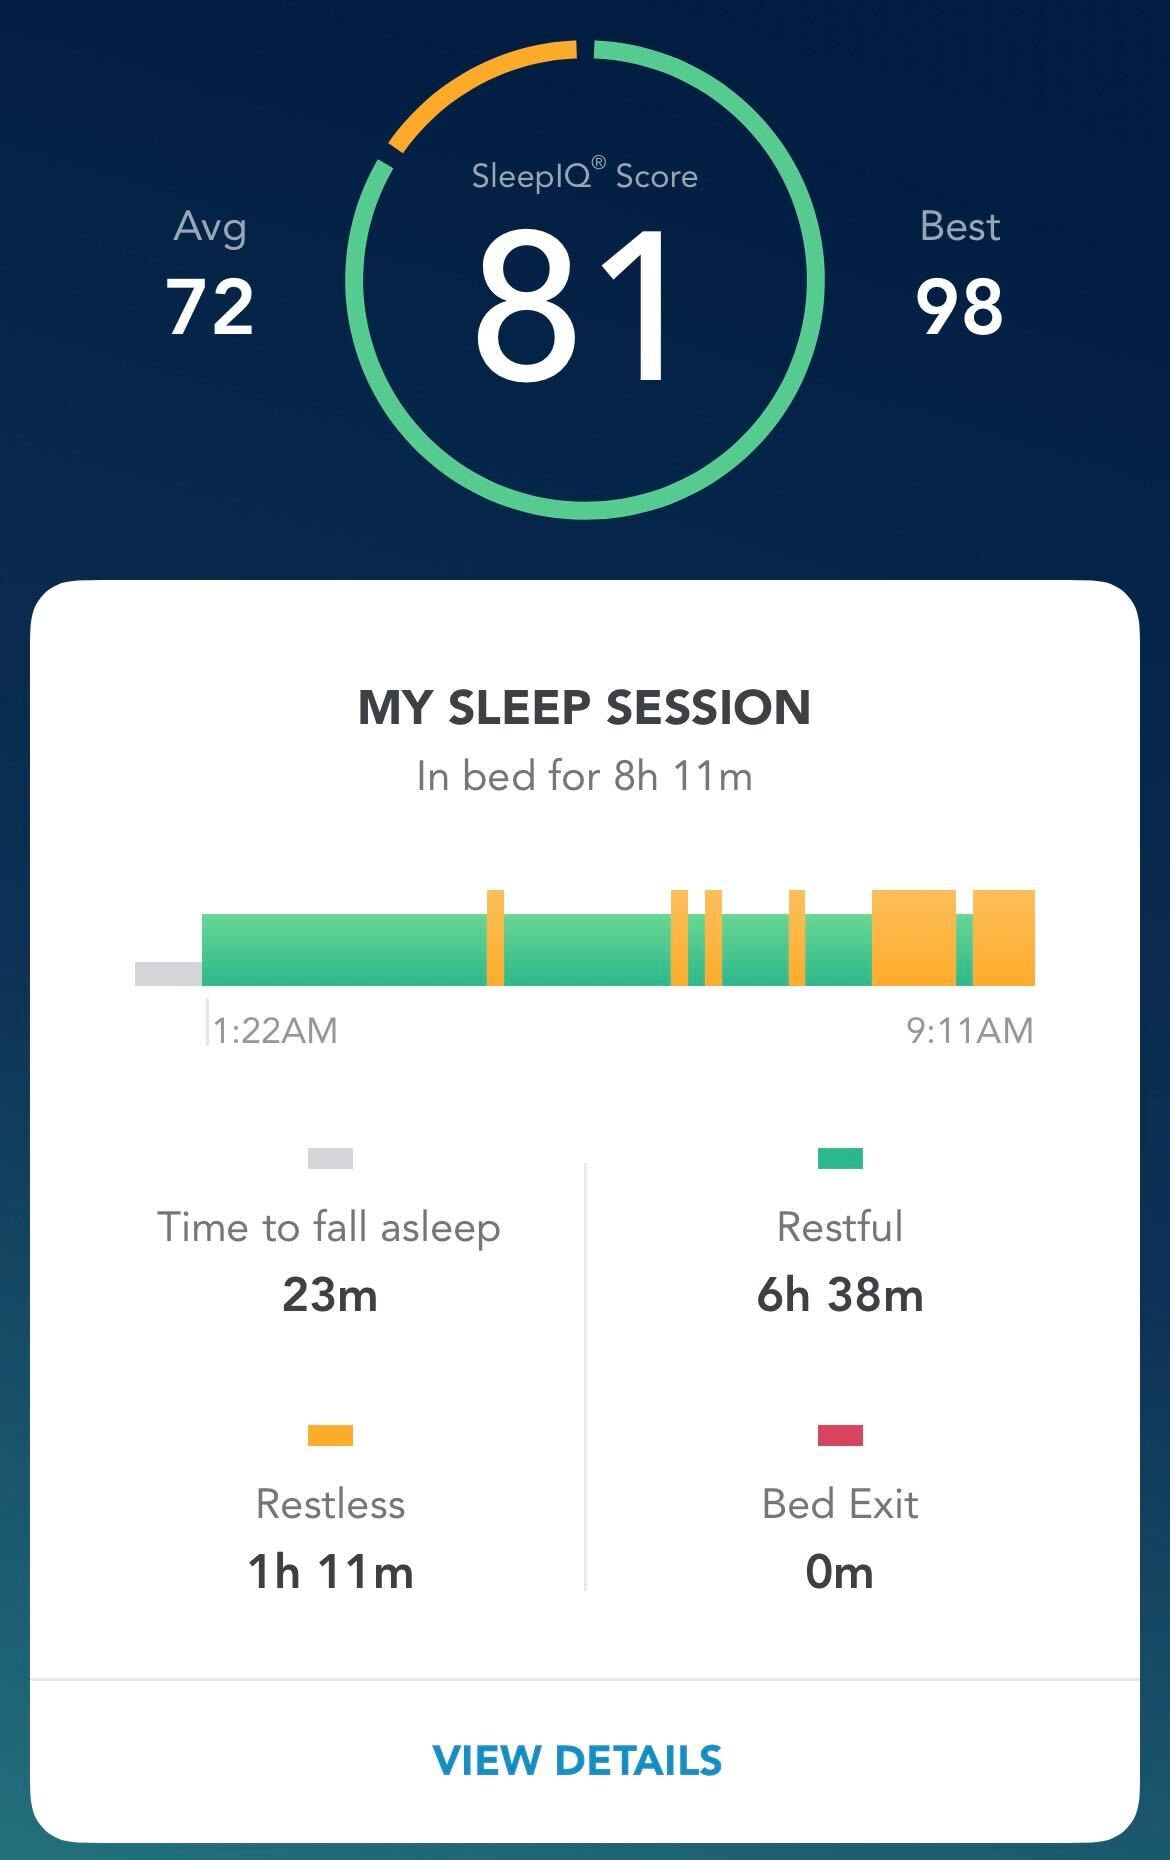 SleepIQ® Score
Avg
72
81
Best
98
MY SLEEP SESSION
In bed for 8h 11m
1:22AM
9:11AM
Time to fall asleep
23m
Restful
6h 38m
Restless
1h 11m
Bed Exit
0m
VIEW DETAILS